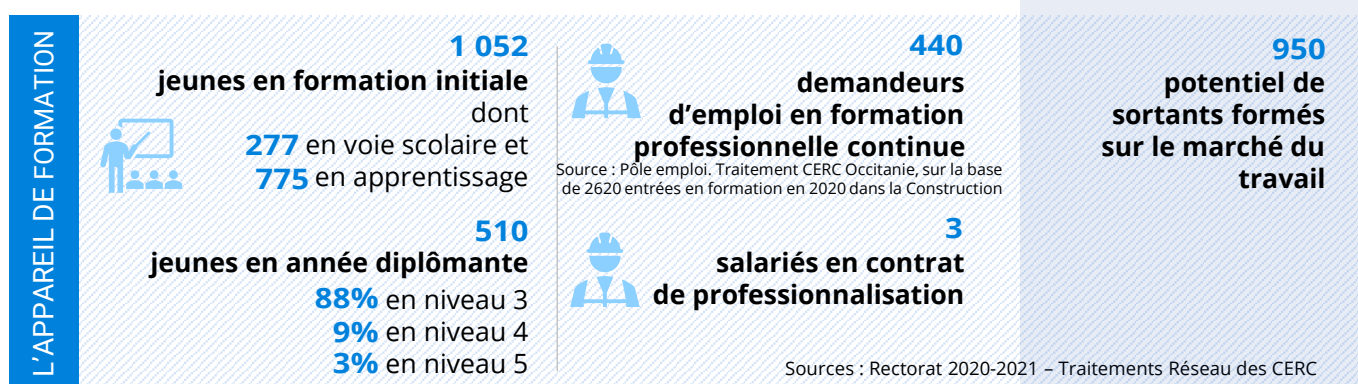 L'APPAREIL DE FORMATION
1 052
jeunes en formation initiale
dont
277 en voie scolaire et
775 en apprentissage
510
jeunes en année diplômante
88% en niveau 3
9% en niveau 4
3% en niveau 5
440
demandeurs
d'emploi en formation
professionnelle continue
Source : Pôle emploi. Traitement CERC Occitanie, sur la base
de 2620 entrées en formation en 2020 dans la Construction
3
salariés en contrat
de professionnalisation
950
potentiel de
sortants formés
sur le marché du
travail
Sources : Rectorat 2020-2021 – Traitements Réseau des CERC